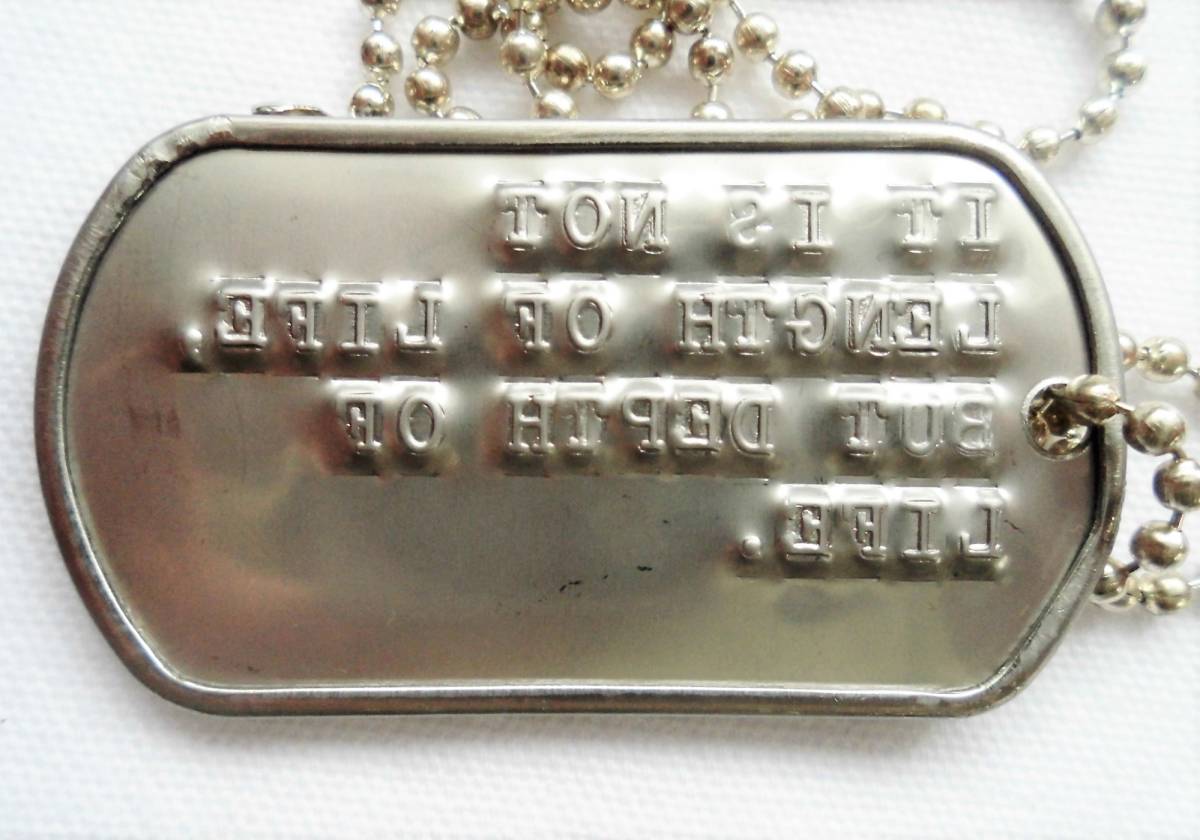 IT IS NOT
LENGTH OF LIFE,
BUT DEPTH OF
LIFE.